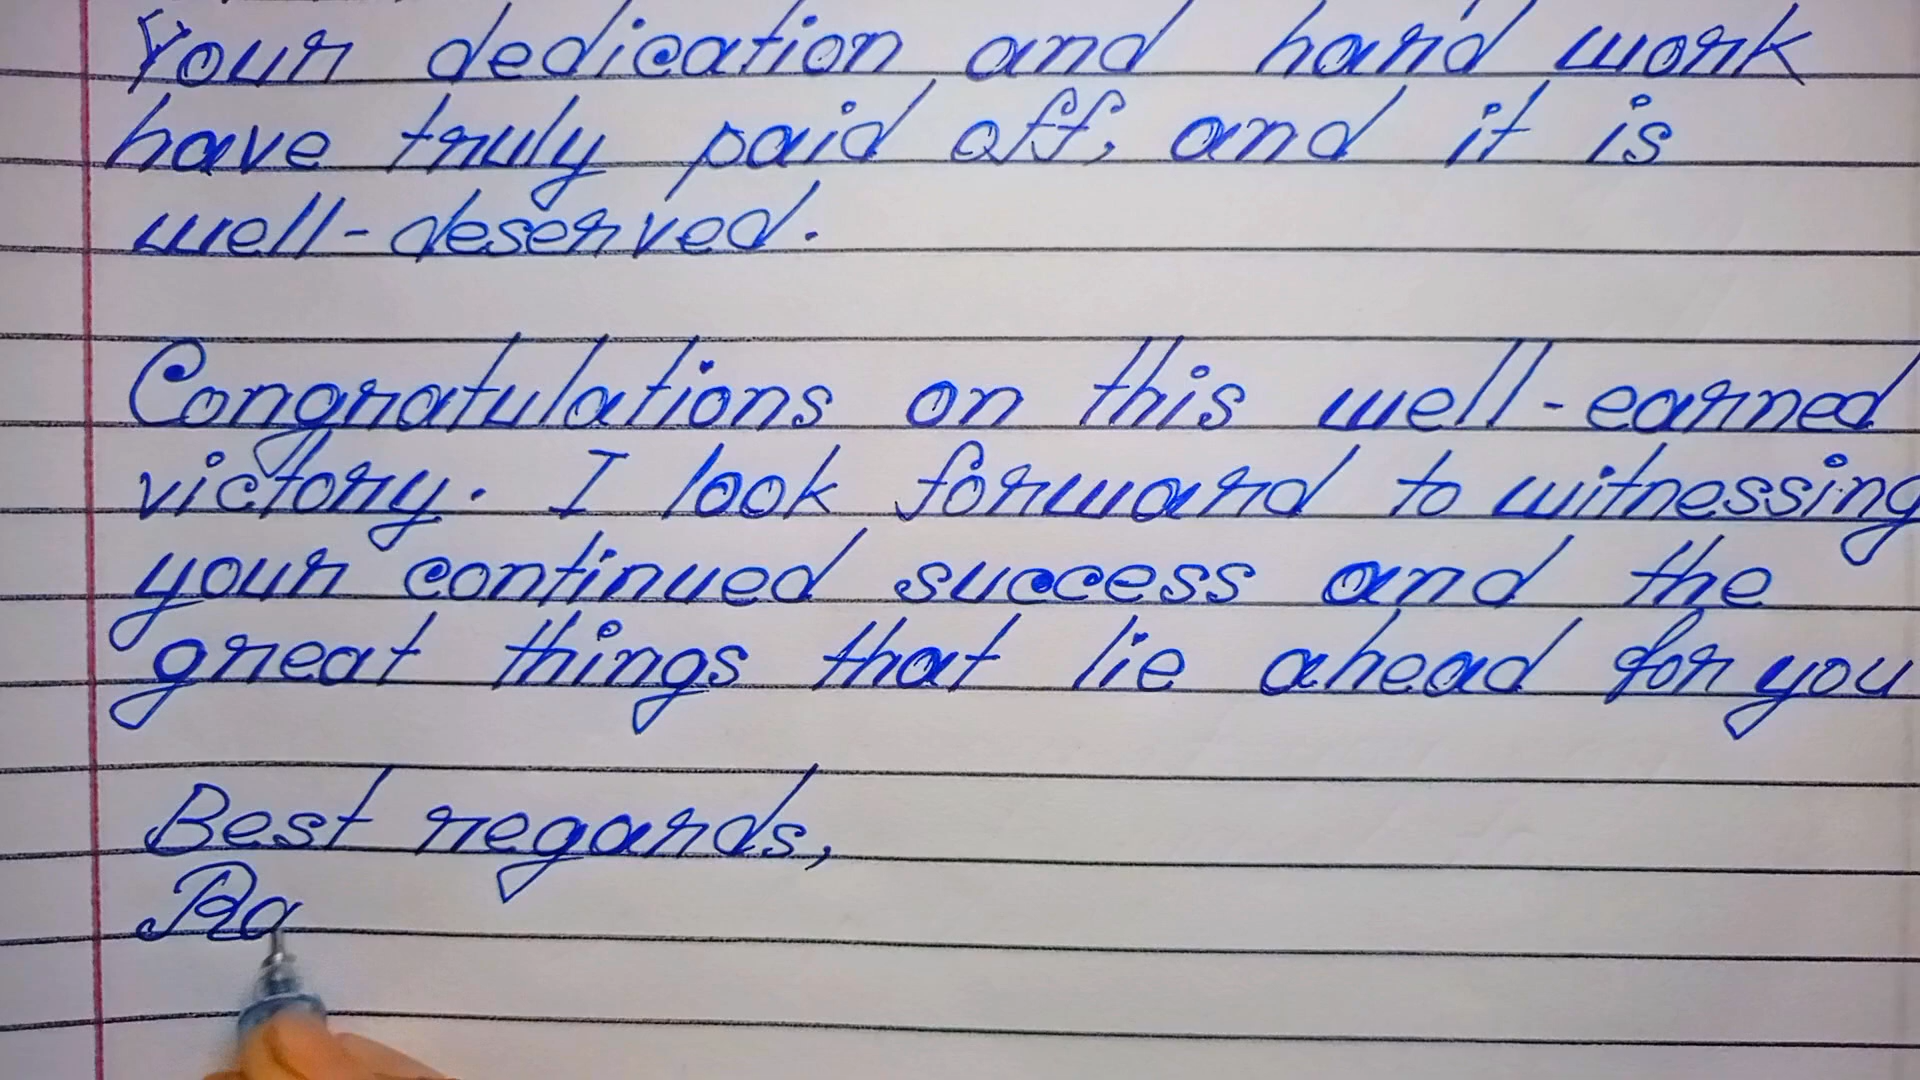 Your dedication and hard work
have truly paid off, and it is
well-deserved.
Congratulations on this well-earned
victory. I look forward to witnessing
your continued success and the
great things that lie ahead for you
Best regards,
Ra